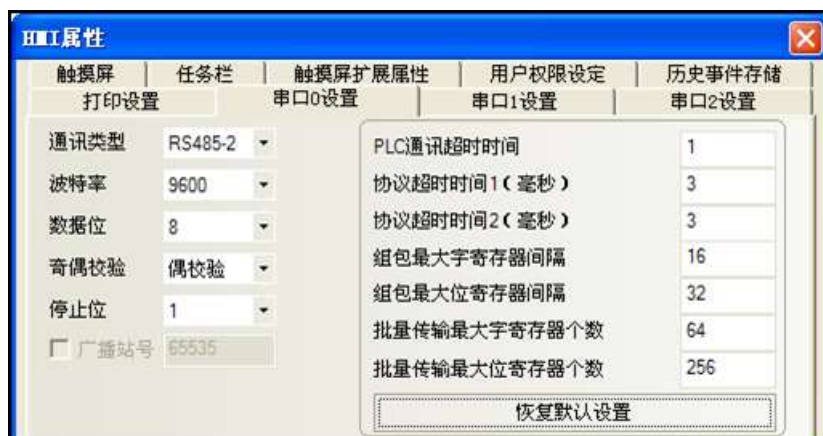 HMI属性
触摸屏 任务栏 触摸屏扩展属性 用户权限设定 历史事件存储
打印设置 串口0设置 串口1设置 串口2设置
通讯类型 RS485-2
波特率 9600
数据位 8
奇偶校验 偶校验
停止位 1
广播站号 65535
PLC通讯超时时间 1
协议超时时间1(毫秒) 3
协议超时时间2(毫秒) 3
组包最大字寄存器间隔 16
组包最大位寄存器间隔 32
批量传输最大字寄存器个数 64
批量传输最大位寄存器个数 256
恢复默认设置